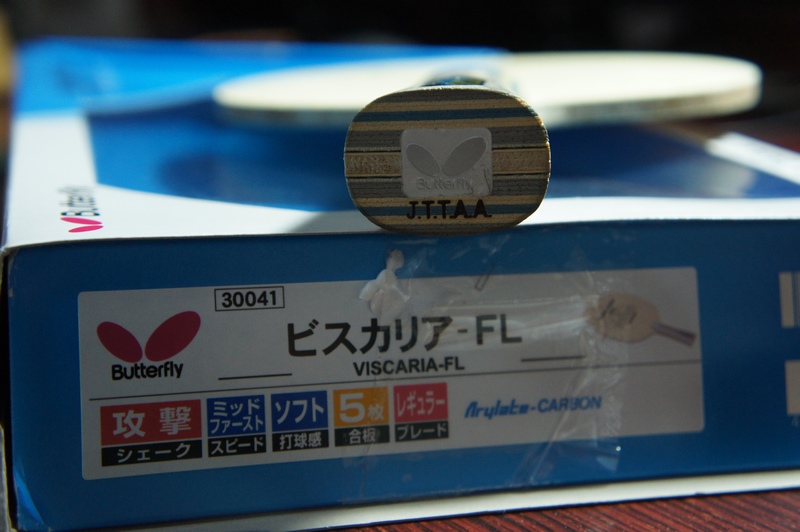 Butterfly
J.T.T.A.A.
Butterfly
30041
ビスカリア-FL
VISCARIA-FL
Butterfly
攻撃
シェーク
ミッド
ファースト
スピード
ソフト
打球感
5枚
合板
レギュラー
ブレード
Arylate-CARBON